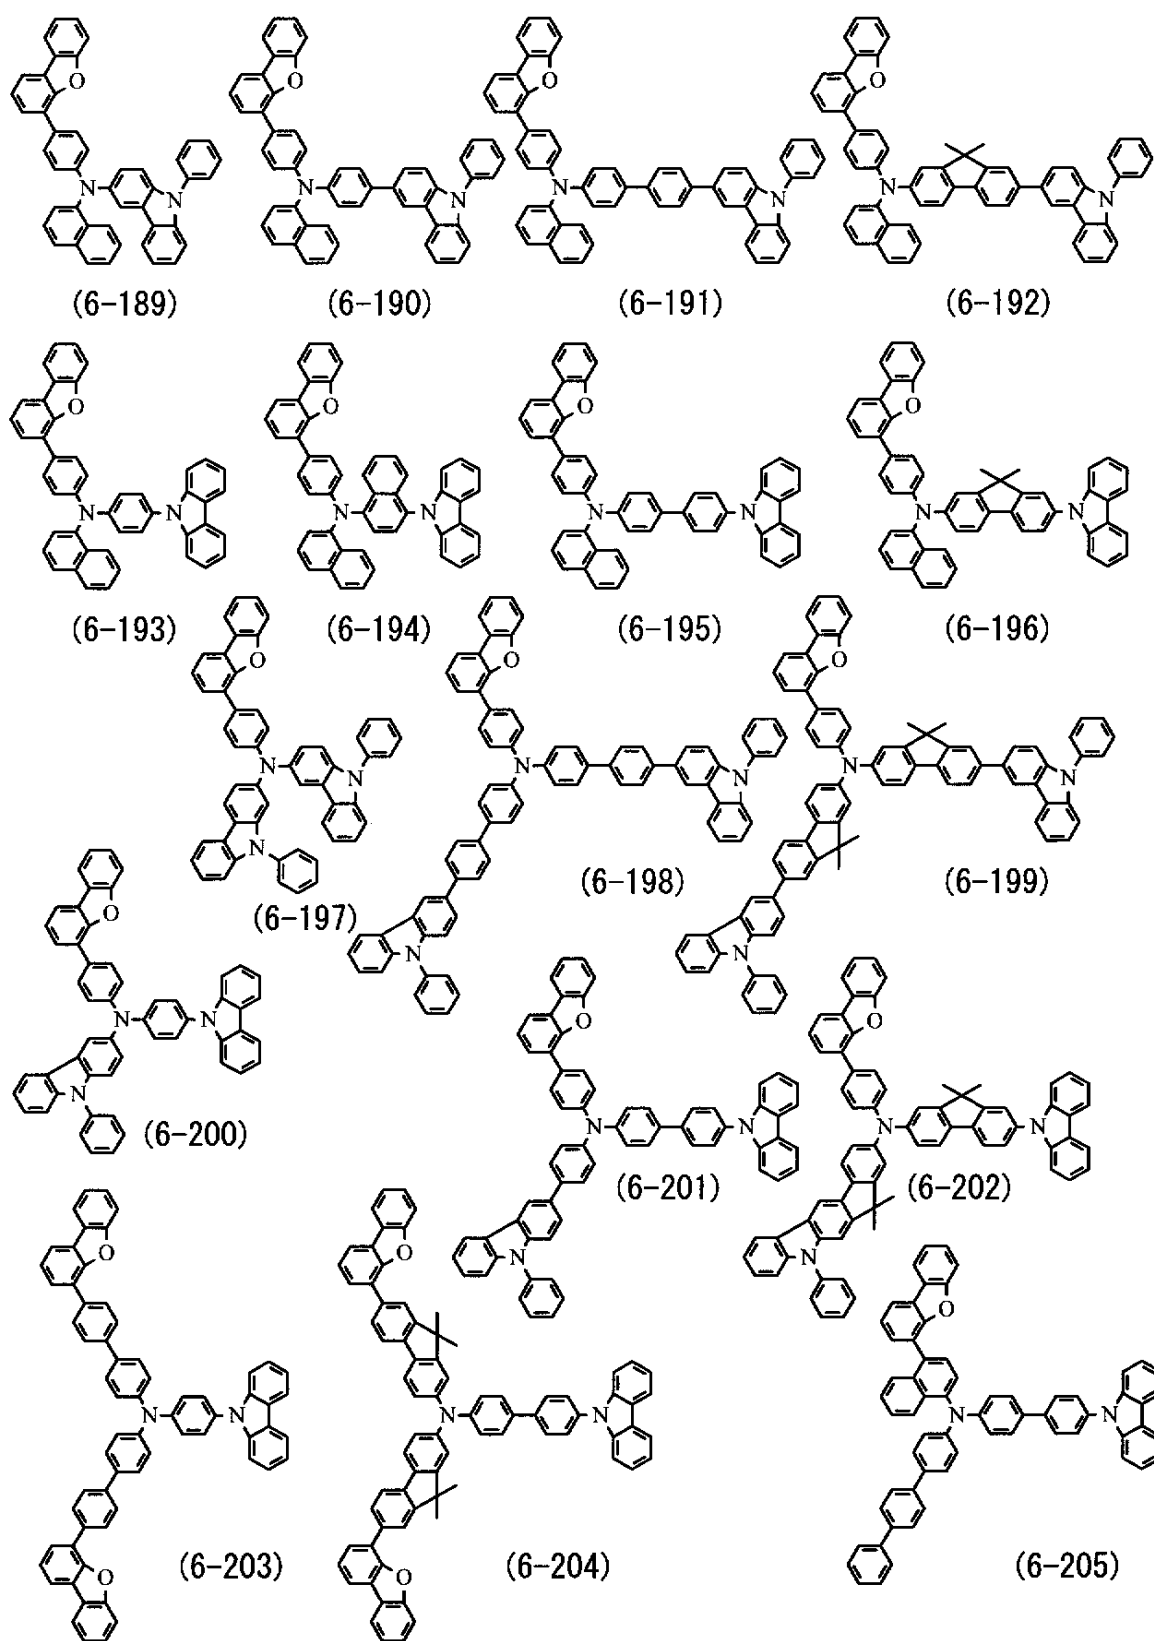 O O O O
N N N N N N N N
(6-189) (6-190) (6-191) (6-192)
O O O O
N N N N N N N N
(6-193) (6-194) (6-195) (6-196)
O O O
N N N N N N
N
(6-197) (6-198) (6-199)
N N
O
N N
N
(6-200)
O O
N N N N
(6-201) (6-202)
N N
O O O
N N N N N N
O O
(6-203) (6-204) (6-205)